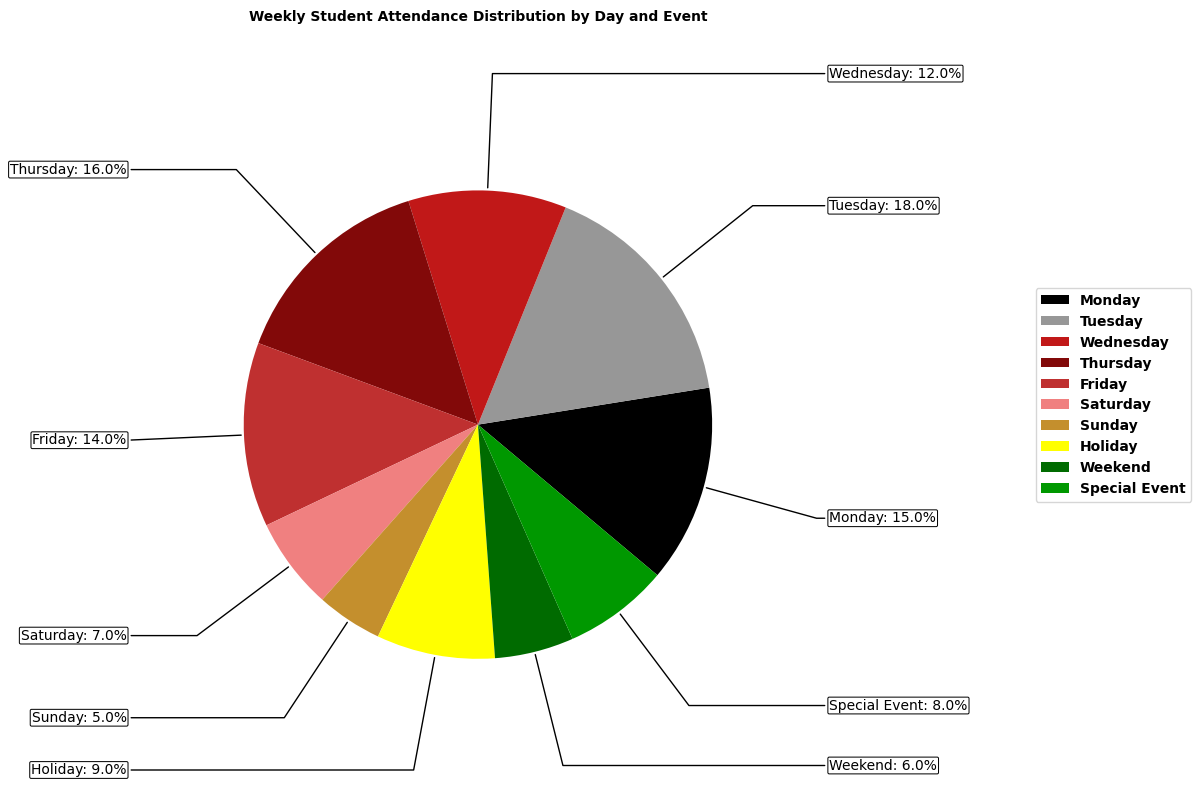 Weekly Student Attendance Distribution by Day and Event
Wednesday: 12.0%
Thursday: 16.0%
Tuesday: 18.0%
Friday: 14.0%
Monday: 15.0%
Saturday: 7.0%
Special Event: 8.0%
Sunday: 5.0%
Weekend: 6.0%
Holiday: 9.0%
Monday
Tuesday
Wednesday
Thursday
Friday
Saturday
Sunday
Holiday
Weekend
Special Event